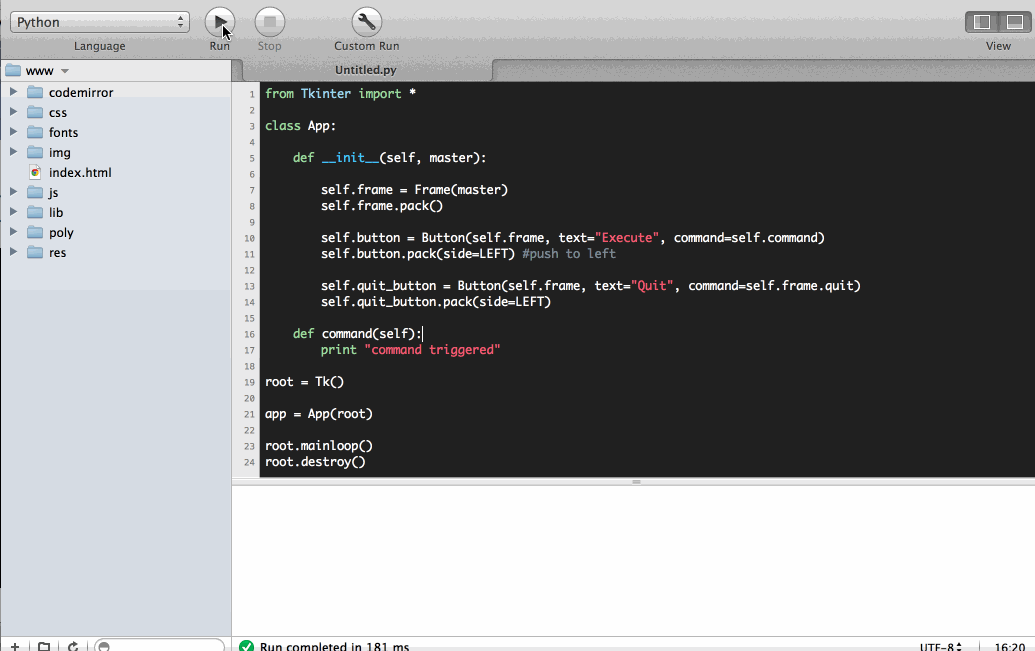 Python
Language
Run
Stop
Custom Run
View
www
codemirror
css
fonts
img
index.html
js
lib
poly
res
Untitled.py
1 from Tkinter import *
2
3 class App:
4
5     def __init__(self, master):
6
7         self.frame = Frame(master)
8         self.frame.pack()
9
10         self.button = Button(self.frame, text="Execute", command=self.command)
11         self.button.pack(side=LEFT) #push to left
12
13         self.quit_button = Button(self.frame, text="Quit", command=self.frame.quit)
14         self.quit_button.pack(side=LEFT)
15
16     def command(self):
17         print "command triggered"
18
19 root = Tk()
20
21 app = App(root)
22
23 root.mainloop()
24 root.destroy()
Run completed in 181 ms
UTF-8
16:20